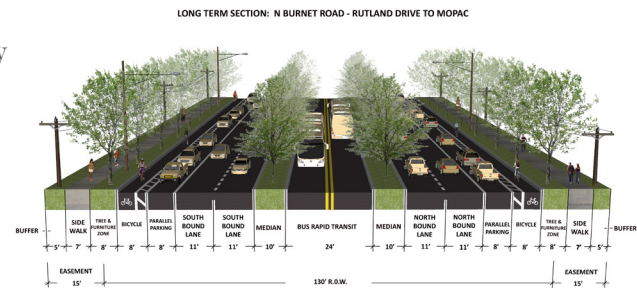 LONG TERM SECTION: N BURNET ROAD - RUTLAND DRIVE TO MOPAC
BUFFER
SIDE WALK
TREE & FURNITURE ZONE
BICYCLE
PARALLEL PARKING
SOUTH BOUND LANE
SOUTH BOUND LANE
MEDIAN
BUS RAPID TRANSIT
MEDIAN
NORTH BOUND LANE
NORTH BOUND LANE
PARALLEL PARKING
BICYCLE
TREE & FURNITURE ZONE
SIDE WALK
BUFFER
5' 7' 8' 8' 8' 11' 11' 10' 24' 10' 11' 11' 8' 8' 8' 7' 5'
EASEMENT
15'
130' R.O.W.
EASEMENT
15'